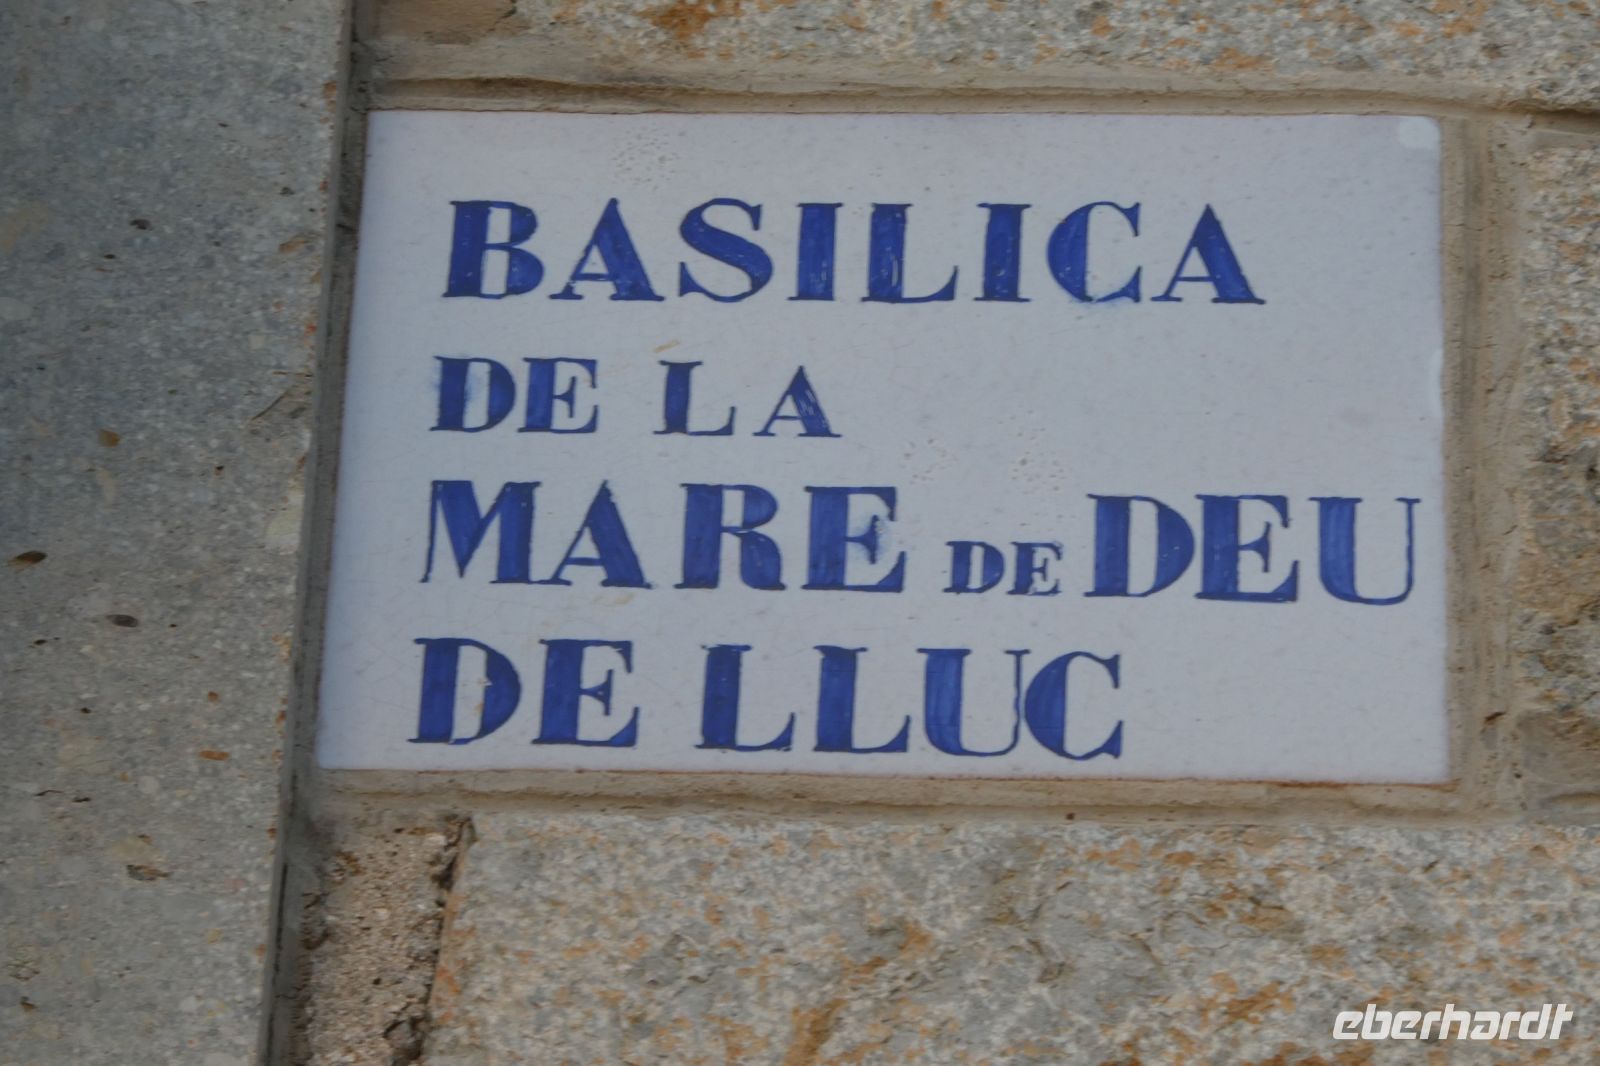 BASILICA
DE LA
MARE DE DEU
DE LLUC
eberhardt